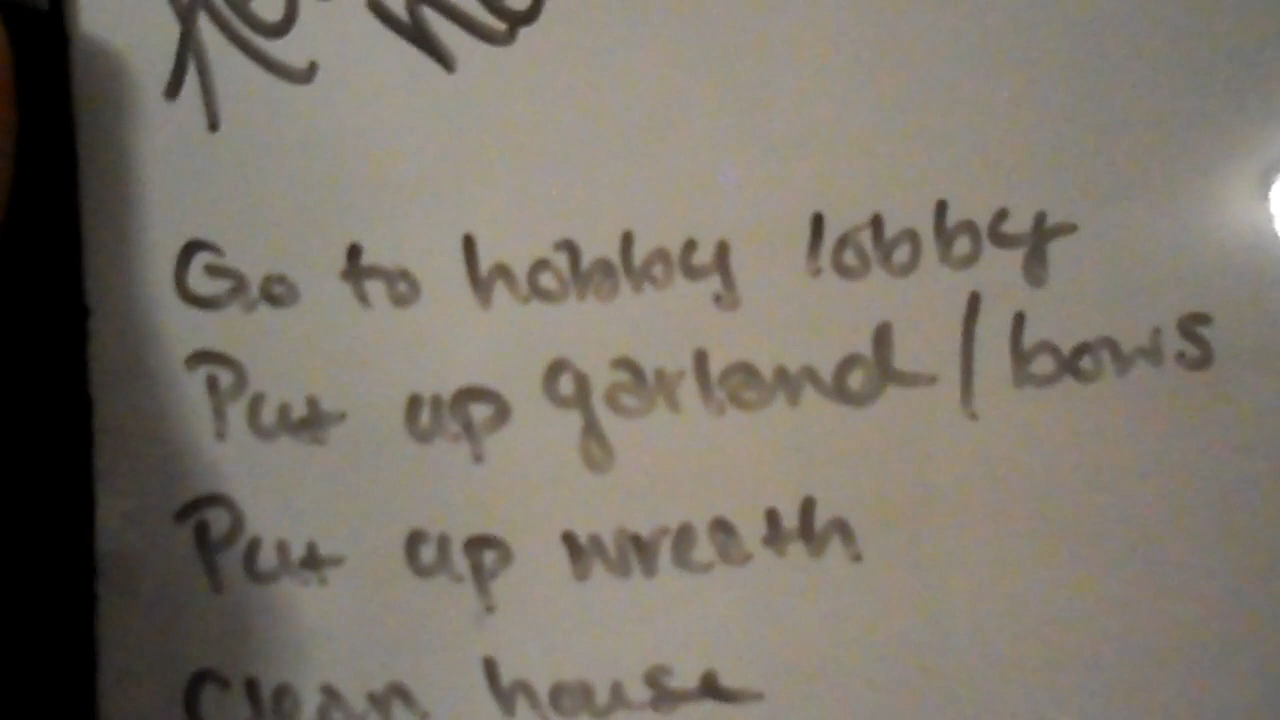 Go to hobby lobby
Put up garland / bows
Put up wreath
Clean house